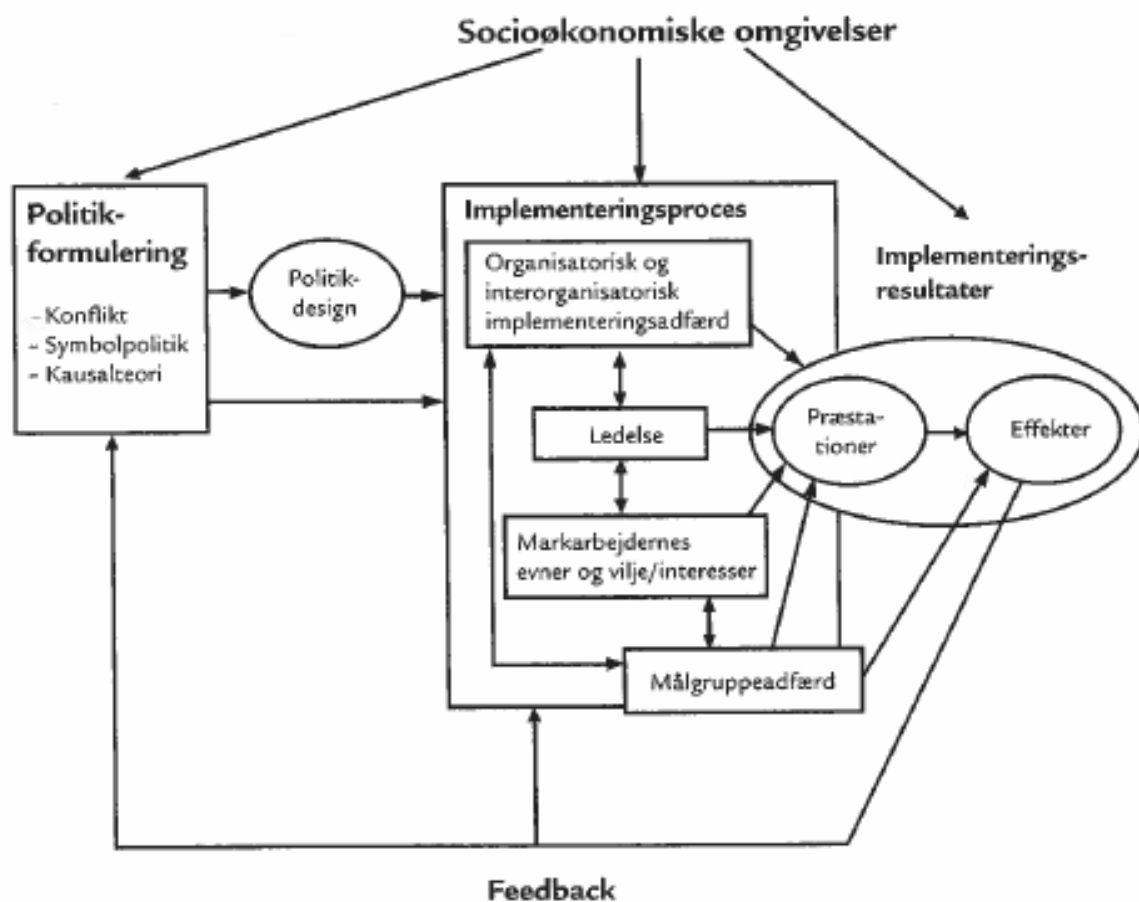 Socioøkonomiske omgivelser
Politik-
formulering
- Konflikt
- Symbolpolitik
- Kausalteori
Politik-
design
Implementeringsproces
Organisatorisk og
interorganisatorisk
implementeringsadfærd
Ledelse
Markarbejdernes
evner og vilje/interesser
Målgruppeadfærd
Implementerings-
resultater
Præsta-
tioner
Effekter
Feedback